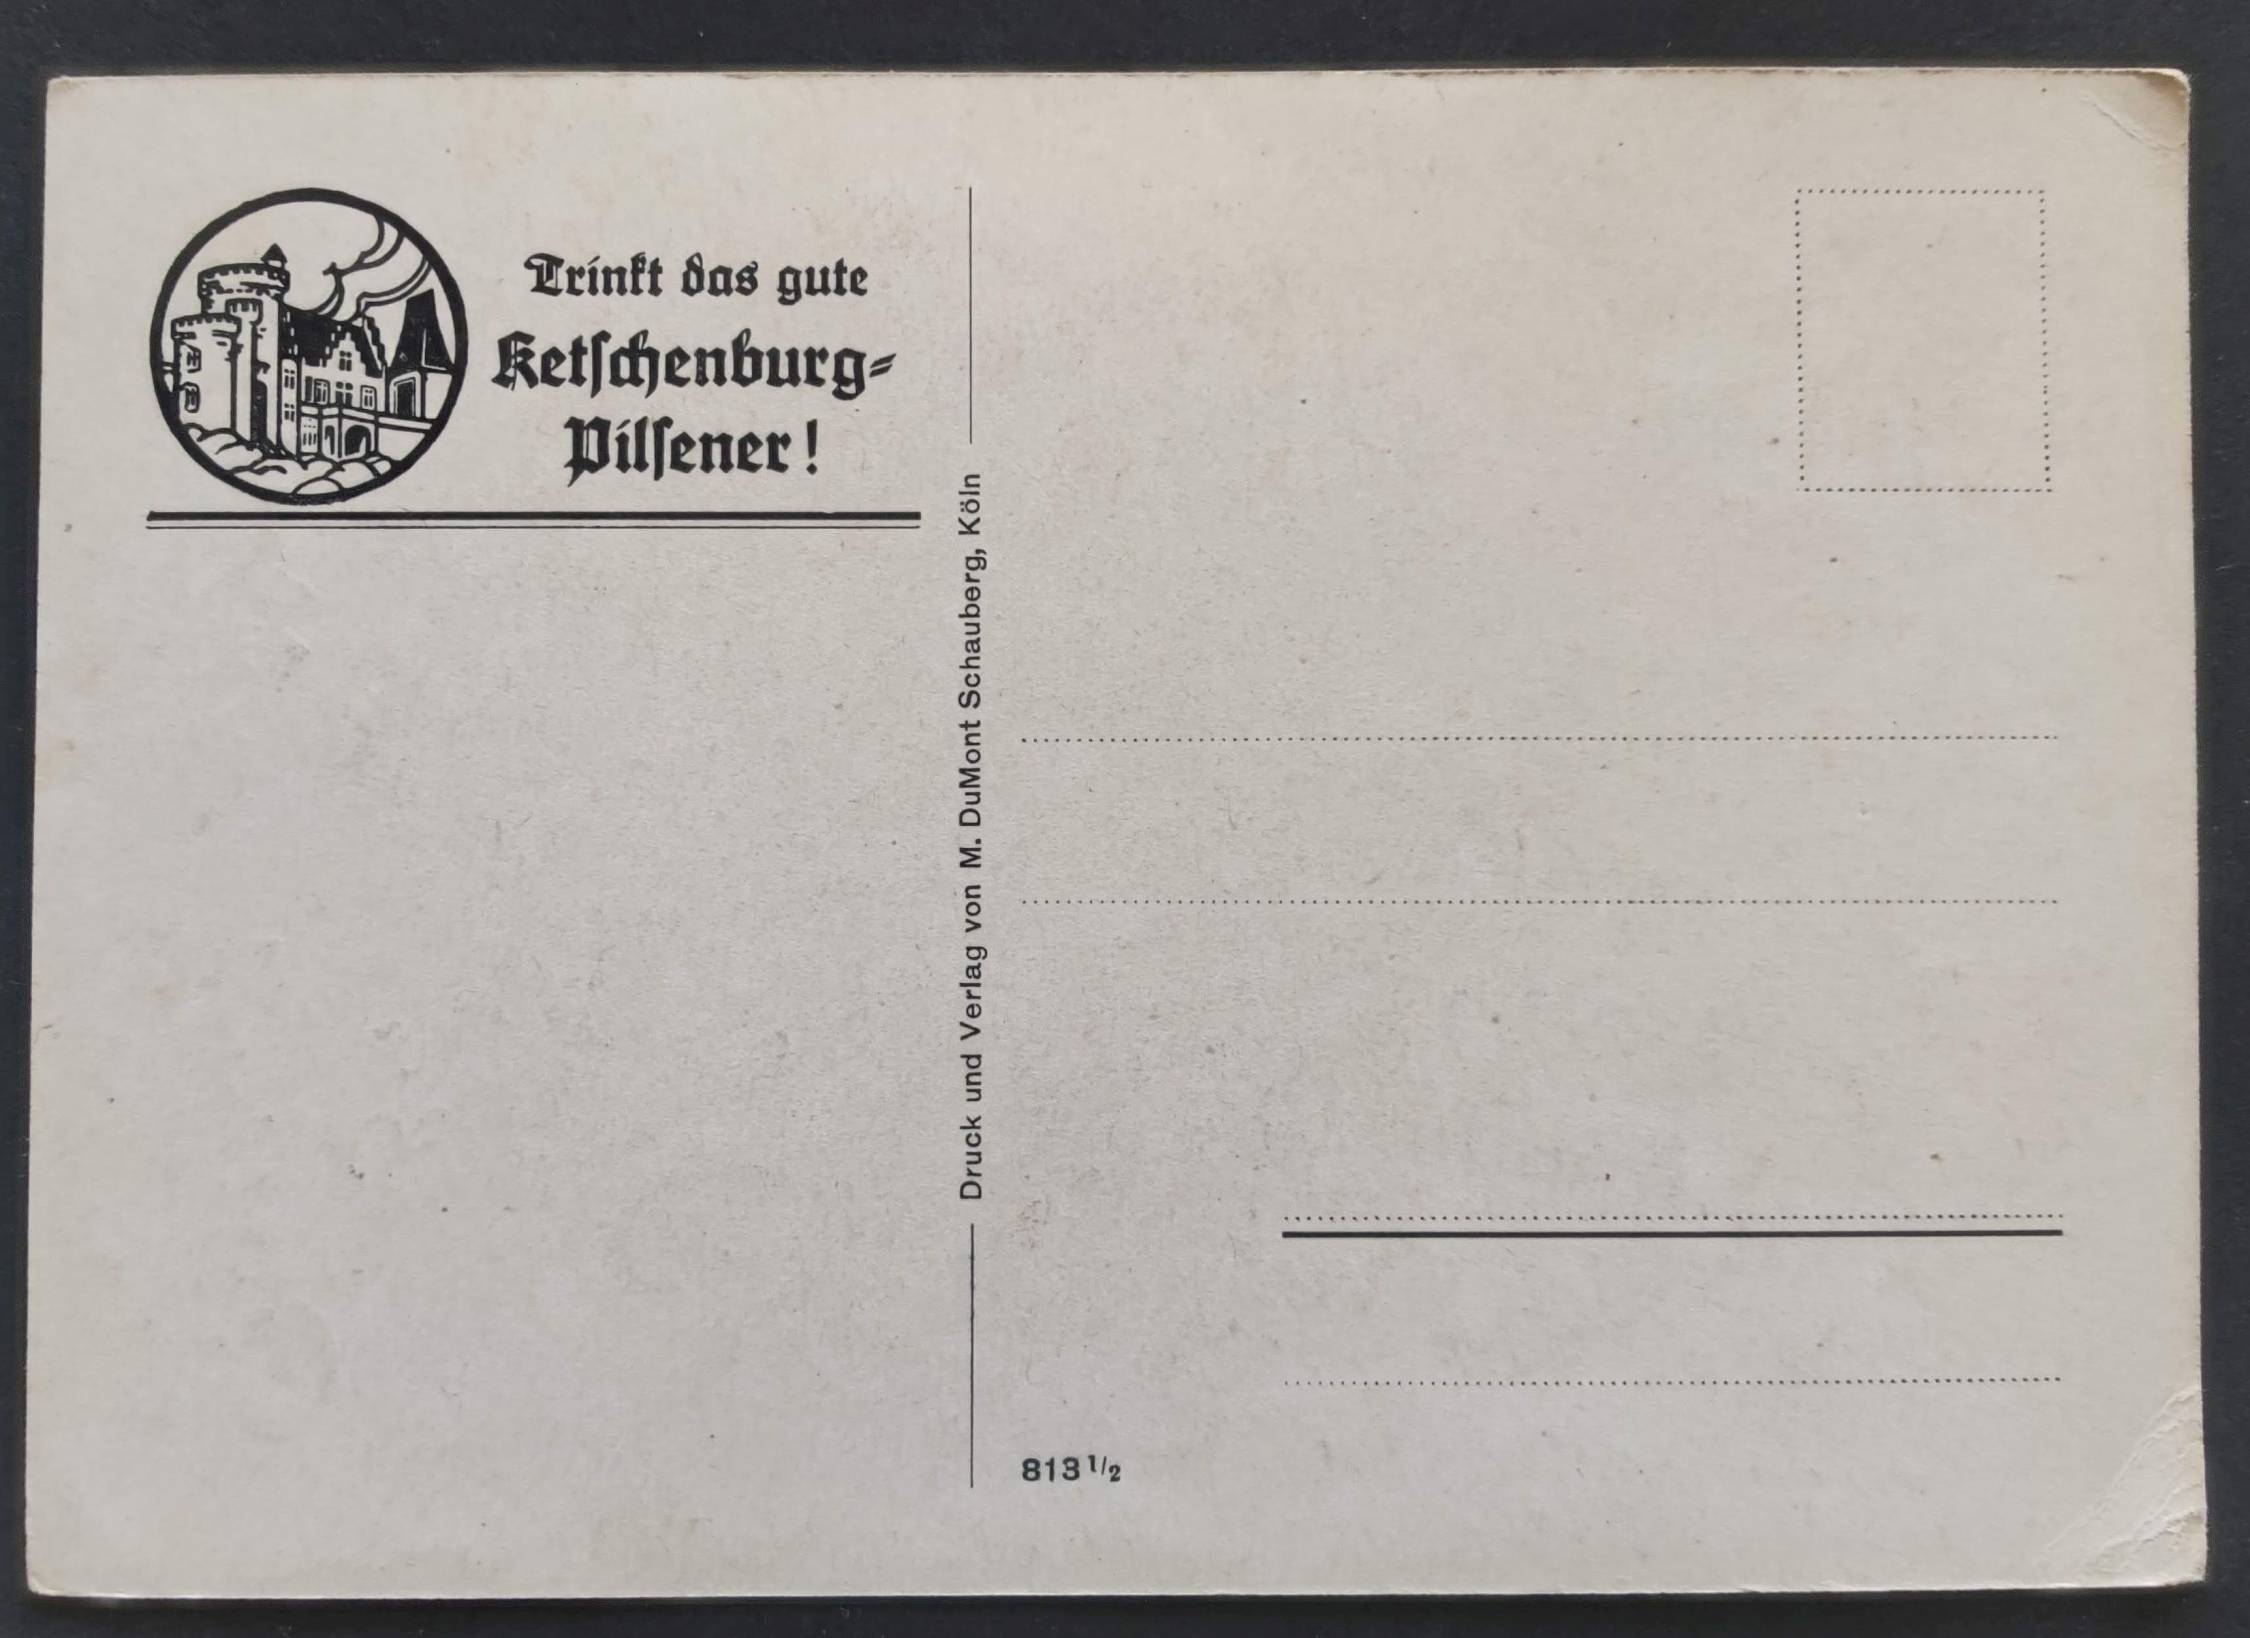 Trinkt das gute
Ketſchenburg⸗
Pilſener!
Druck und Verlag von M. DuMont Schauberg, Köln
813 1/2